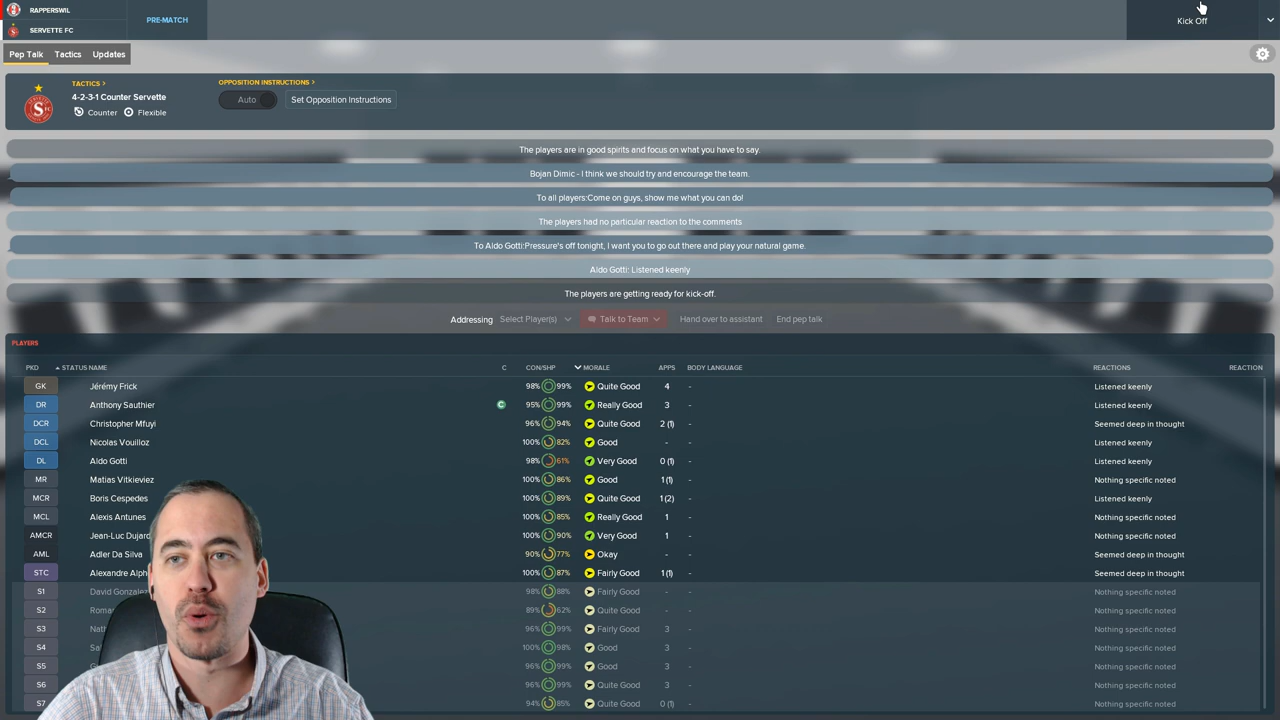 RAPPERSWIL
SERVETTE FC
PRE-MATCH
Kick Off
Pep Talk Tactics Updates
TACTICS >
4-2-3-1 Counter Servette
Counter Flexible
OPPOSITION INSTRUCTIONS >
Auto Set Opposition Instructions
The players are in good spirits and focus on what you have to say.
Bojan Dimic - I think we should try and encourage the team.
To all players:Come on guys, show me what you can do!
The players had no particular reaction to the comments
To Aldo Gotti:Pressure's off tonight, I want you to go out there and play your natural game.
Aldo Gotti: Listened keenly
The players are getting ready for kick-off.
Addressing Select Player(s) Talk to Team Hand over to assistant End pep talk
PLAYERS
PKD STATUS NAME C CON/SHP MORALE APPS BODY LANGUAGE REACTIONS REACTION
GK Jérémy Frick 98% 99% Quite Good 4 - Listened keenly
DR Anthony Sauthier C 95% 99% Really Good 3 - Listened keenly
DCR Christopher Mfuyi 96% 94% Quite Good 2 (1) - Seemed deep in thought
DCL Nicolas Vouilloz 100% 82% Good - - Listened keenly
DL Aldo Gotti 98% 61% Very Good 0 (1) - Listened keenly
MR Matias Vitkieviez 100% 86% Good 1 (1) - Nothing specific noted
MCR Boris Cespedes 100% 89% Quite Good 1 (2) - Listened keenly
MCL Alexis Antunes 100% 85% Really Good 1 - Nothing specific noted
AMCR Jean-Luc 100% 90% Very Good 1 - Nothing specific noted
AML Adler Da Silva 90% 77% Okay - - Seemed deep in thought
STC Alexandre 100% 87% Fairly Good 1 (1) - Seemed deep in thought
S1 David 98% 88% Fairly Good - - Nothing specific noted
S2 89% 62% Quite Good - - Nothing specific noted
S3 96% 99% Fairly Good 3 - Nothing specific noted
S4 100% 98% Good 3 - Nothing specific noted
S5 96% 99% Good 3 - Nothing specific noted
S6 96% 99% Quite Good 3 - Nothing specific noted
S7 94% 85% Quite Good 0 (1) - Nothing specific noted